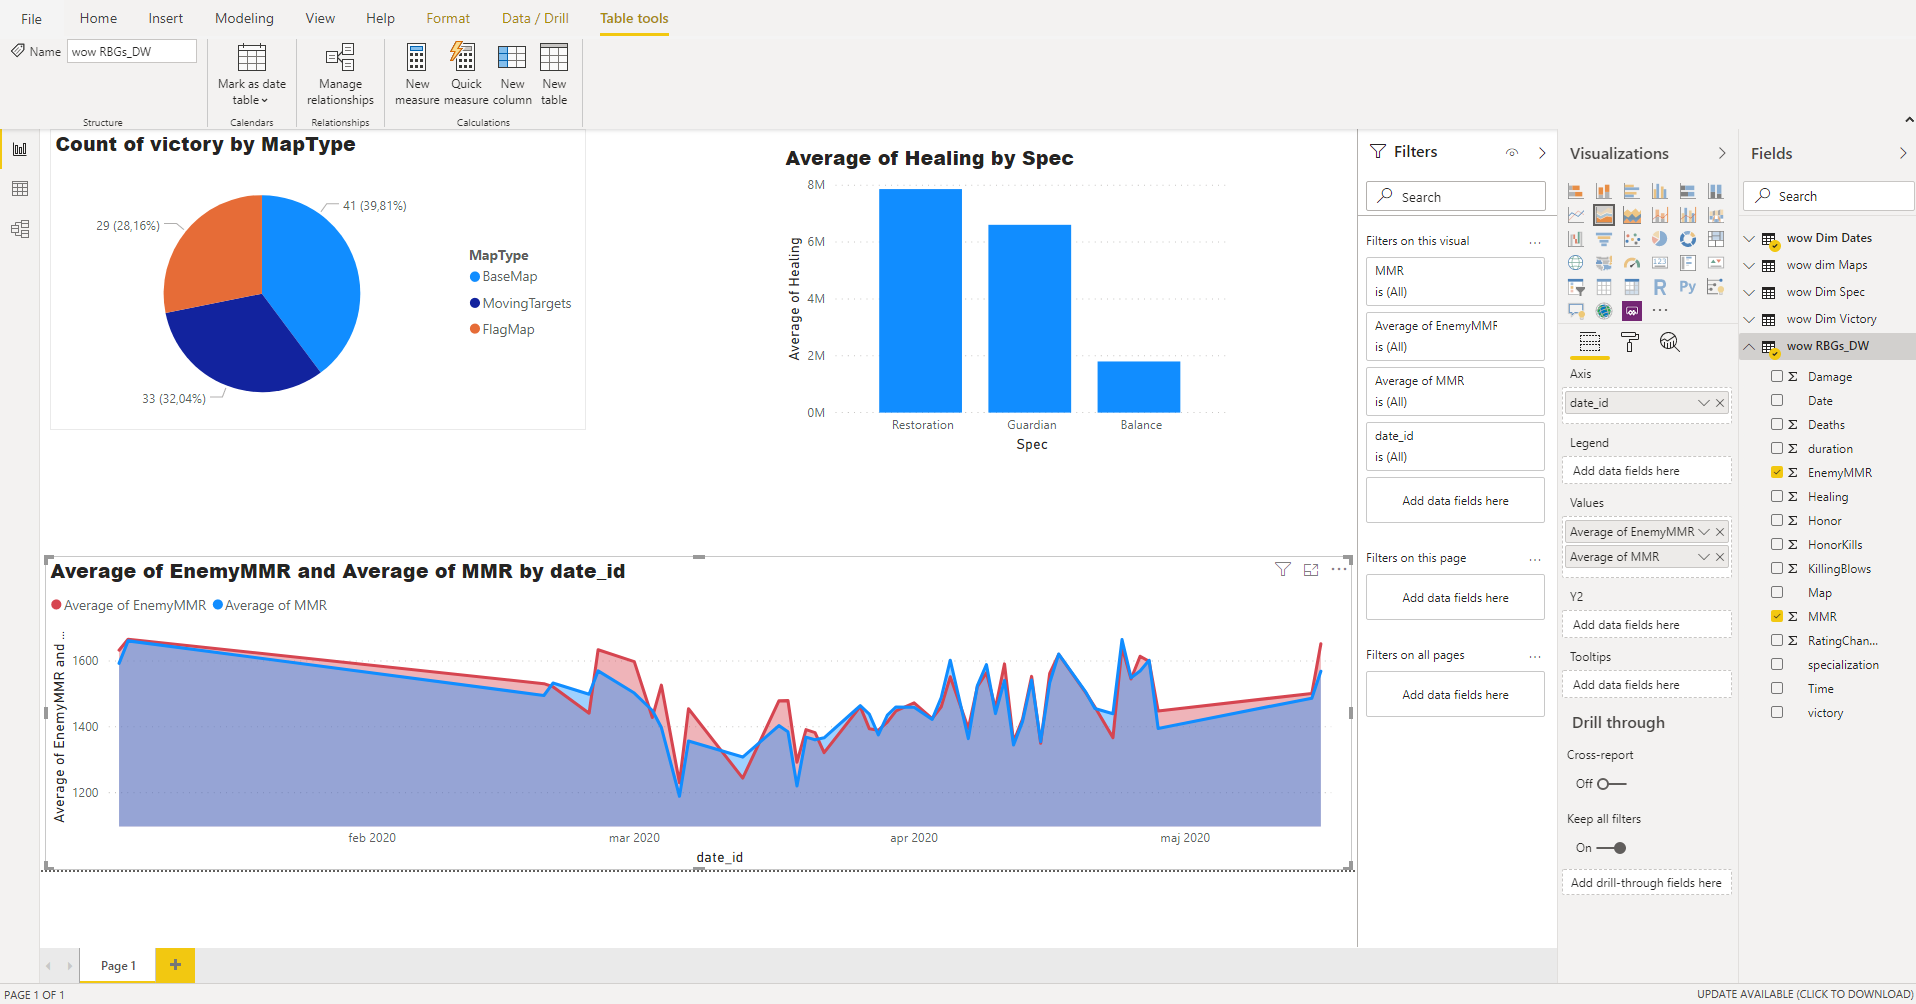 File
Home
Insert
Modeling
View
Help
Format
Data / Drill
Table tools
Name
wow RBGs_DW
Mark as date
table
Manage
relationships
New
measure
Quick
measure
New
column
New
table
Structure
Calendars
Relationships
Calculations
Count of victory by MapType
41 (39,81%)
29 (28,16%)
33 (32,04%)
MapType
BaseMap
MovingTargets
FlagMap
Average of Healing by Spec
Average of Healing
8M
6M
4M
2M
0M
Restoration
Guardian
Balance
Spec
Average of EnemyMMR and Average of MMR by date_id
Average of EnemyMMR
Average of MMR
Average of EnemyMMR and ...
1600
1400
1200
feb 2020
mar 2020
apr 2020
maj 2020
date_id
Filters
Search
Filters on this visual
...
MMR
is (All)
Average of EnemyMMR
is (All)
Average of MMR
is (All)
date_id
is (All)
Add data fields here
Filters on this page
...
Add data fields here
Filters on all pages
...
Add data fields here
Visualizations
123
R
Py
...
Axis
date_id
Legend
Add data fields here
Values
Average of EnemyMMR
Average of MMR
Y2
Add data fields here
Tooltips
Add data fields here
Drill through
Cross-report
Off
Keep all filters
On
Add drill-through fields here
Fields
Search
wow Dim Dates
wow dim Maps
wow Dim Spec
wow Dim Victory
wow RBGs_DW
Σ Damage
Date
Σ Deaths
Σ duration
Σ EnemyMMR
Σ Healing
Σ Honor
Σ HonorKills
Σ KillingBlows
Map
Σ MMR
Σ RatingChan...
specialization
Time
victory
Page 1
+
PAGE 1 OF 1
UPDATE AVAILABLE (CLICK TO DOWNLOAD)